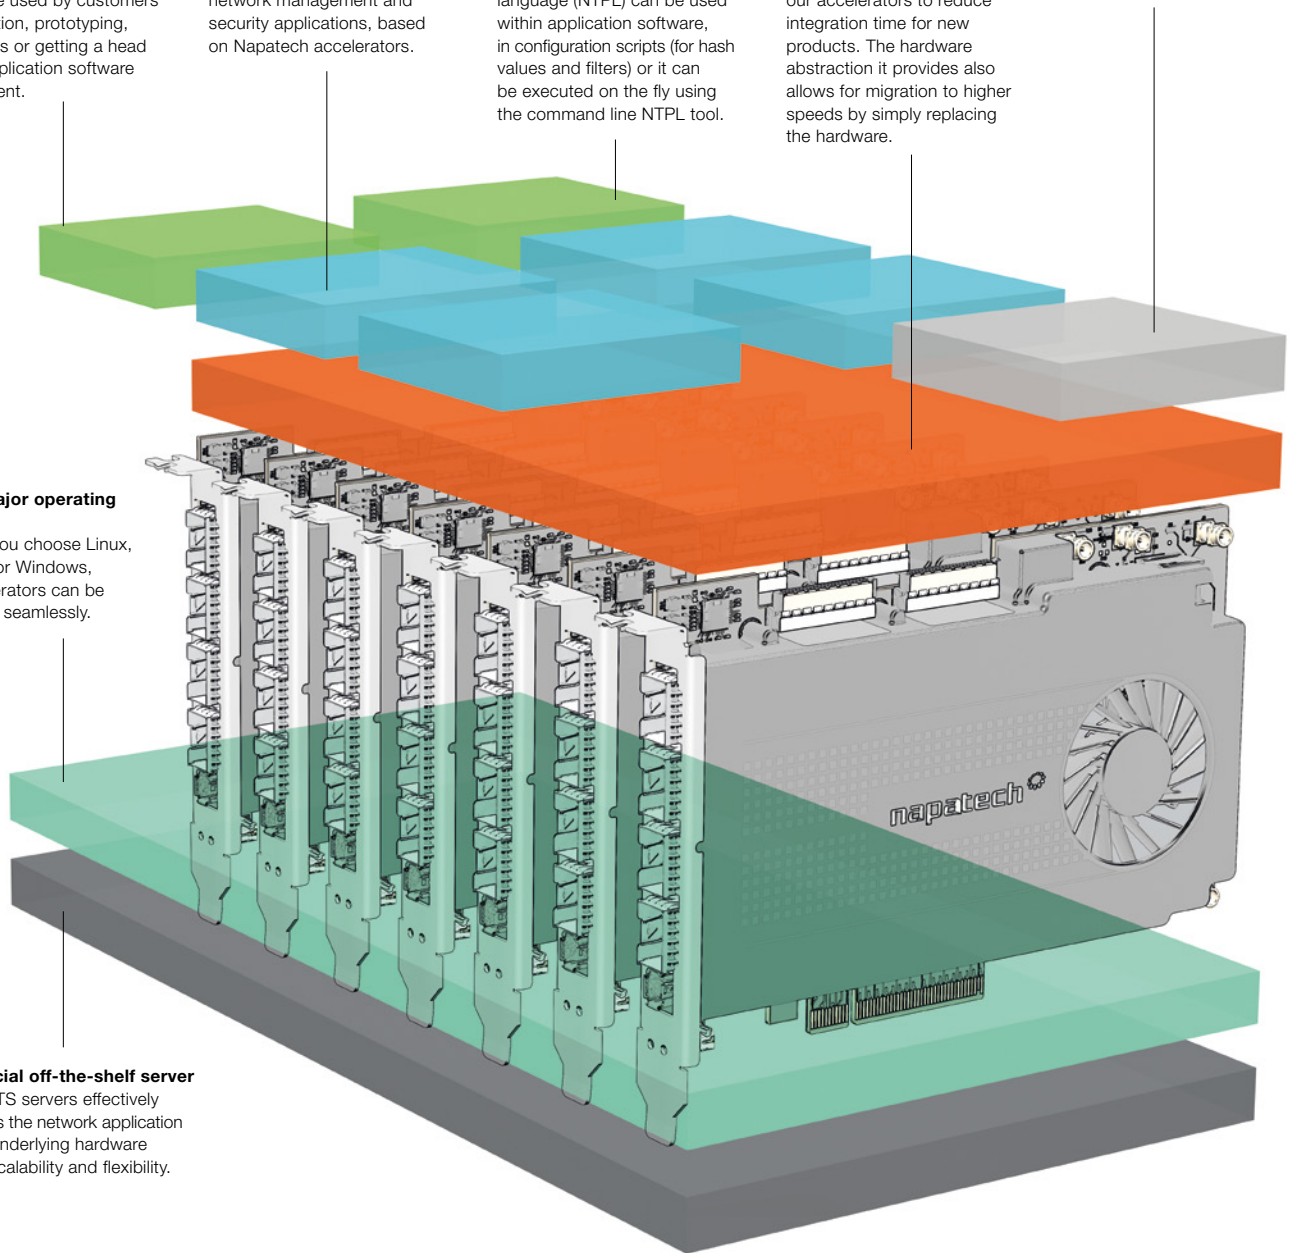 e used by customers
tion, prototyping,
s or getting a head
plication software
ent.
network management and
security applications, based
on Napatech accelerators.
language (NTPL) can be used
within application software,
in configuration scripts (for hash
values and filters) or it can
be executed on the fly using
the command line NTPL tool.
our accelerators to reduce
integration time for new
products. The hardware
abstraction it provides also
allows for migration to higher
speeds by simply replacing
the hardware.
ajor operating
ou choose Linux,
or Windows,
erators can be
seamlessly.
napatech
cial off-the-shelf server
TS servers effectively
s the network application
nderlying hardware
calability and flexibility.